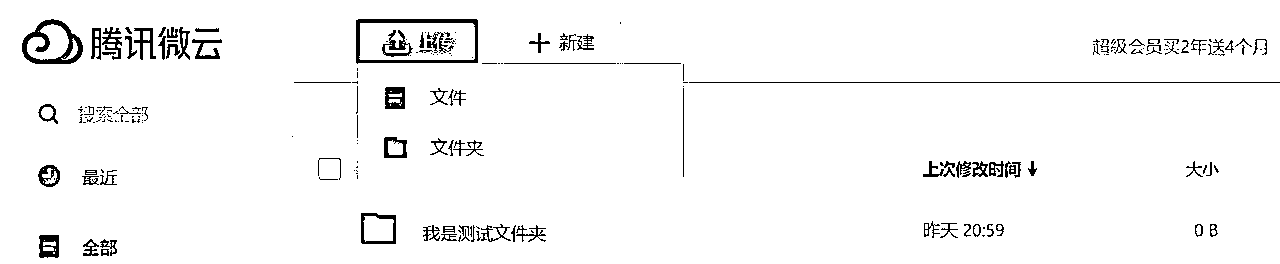 腾讯微云
上传
新建
超级会员买2年送4个月
文件
搜索全部
文件夹
上次修改时间
大小
最近
我是测试文件夹
昨天 20:59
0 B
全部